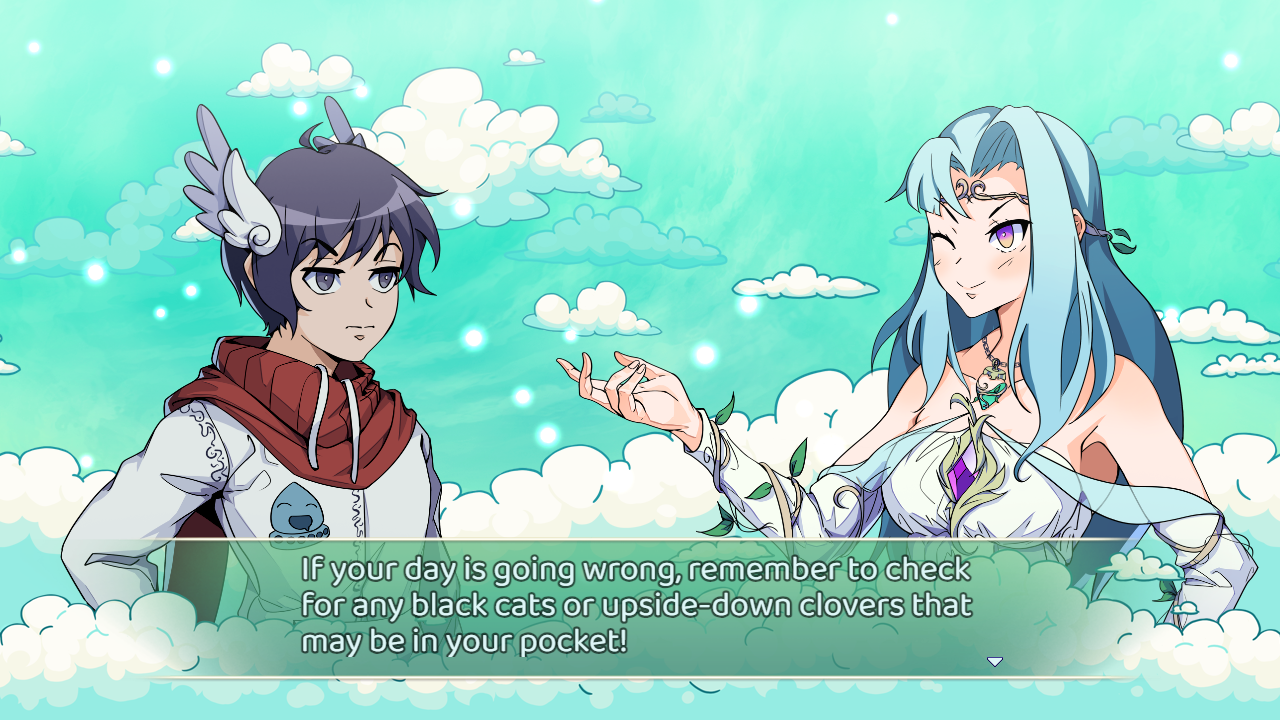 If your day is going wrong, remember to check
for any black cats or upside-down clovers that
may be in your pocket!